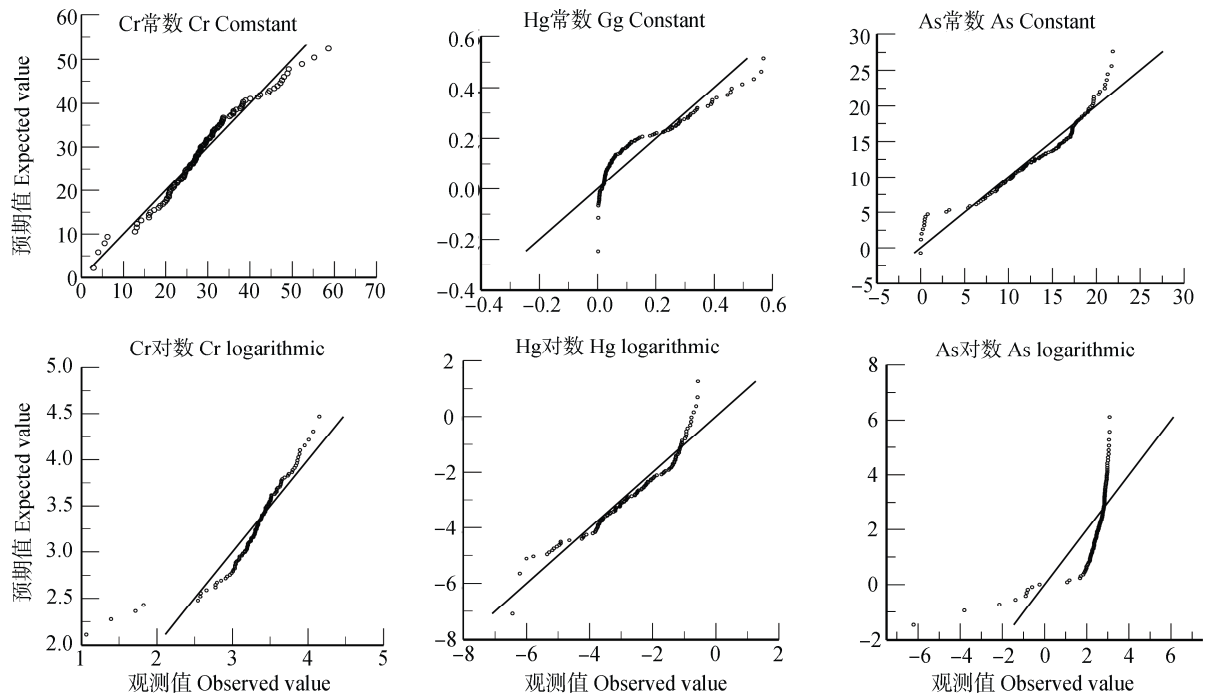 Cr常数 Cr Comstant
Hg常数 Gg Constant
As常数 As Constant
预期值 Expected value
60
50
40
30
20
10
0
0 10 20 30 40 50 60 70
0.6
0.4
0.2
0.0
−0.2
−0.4
−0.4 −0.2 0.0 0.2 0.4 0.6
30
25
20
15
10
5
0
−5
−5 0 5 10 15 20 25 30
Cr对数 Cr logarithmic
Hg对数 Hg logarithmic
As对数 As logarithmic
预期值 Expected value
5.0
4.5
4.0
3.5
3.0
2.5
2.0
1 2 3 4 5
2
0
−2
−4
−6
−8
−8 −6 −4 −2 0 2
8
6
4
2
0
−2
−6 −4 −2 0 2 4 6
观测值 Observed value
观测值 Observed value
观测值 Observed value